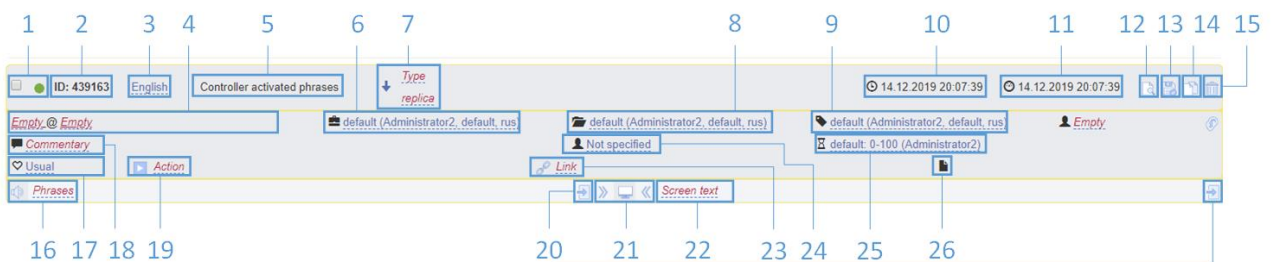 1 2 3 4 5 6 7 8 9 10 11 12 13 14 15
ID: 439163 English Controller activated phrases Type 14.12.2019 20:07:39 14.12.2019 20:07:39
replica
Empty @ Empty default (Administrator2, default, rus) default (Administrator2, default, rus) default (Administrator2, default, rus) Empty
Commentary Not specified default: 0-100 (Administrator2)
Usual Action Link
Phrases Screen text
16 17 18 19 20 21 22 23 24 25 26